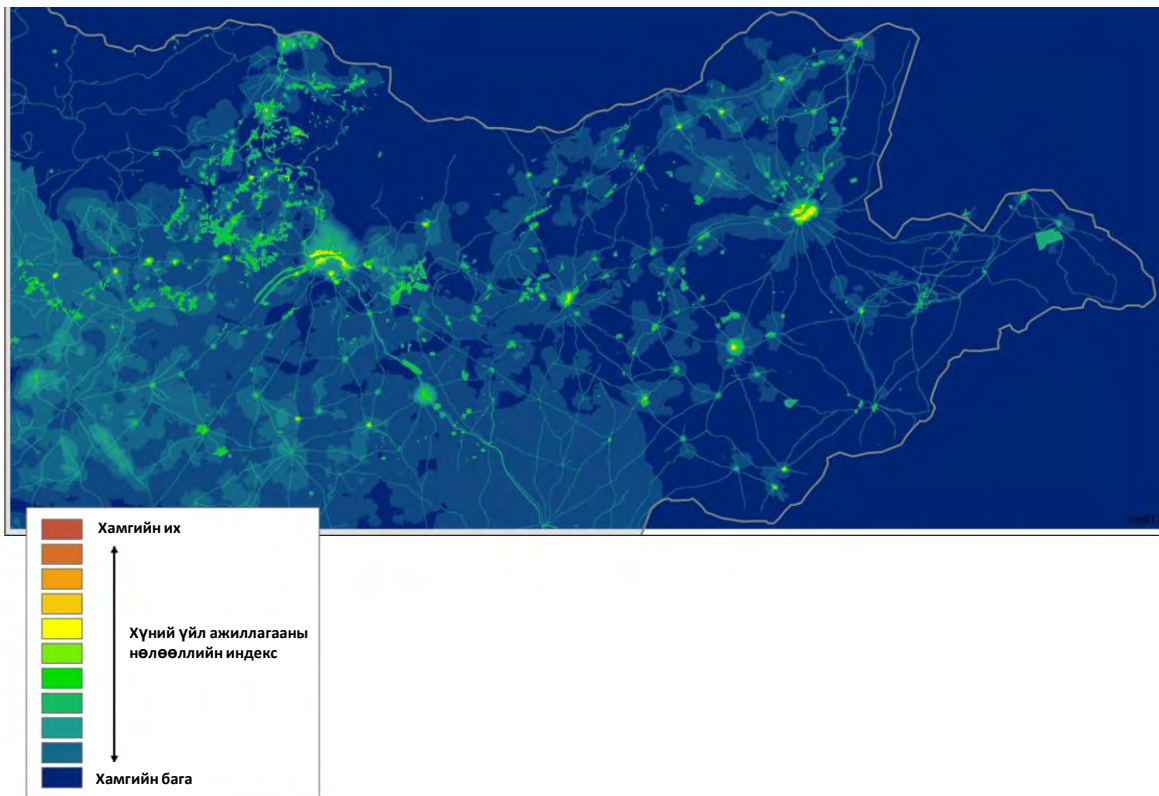 Хамгийн их
Хүний үйл ажиллагааны
нөлөөллийн индекс
Хамгийн бага